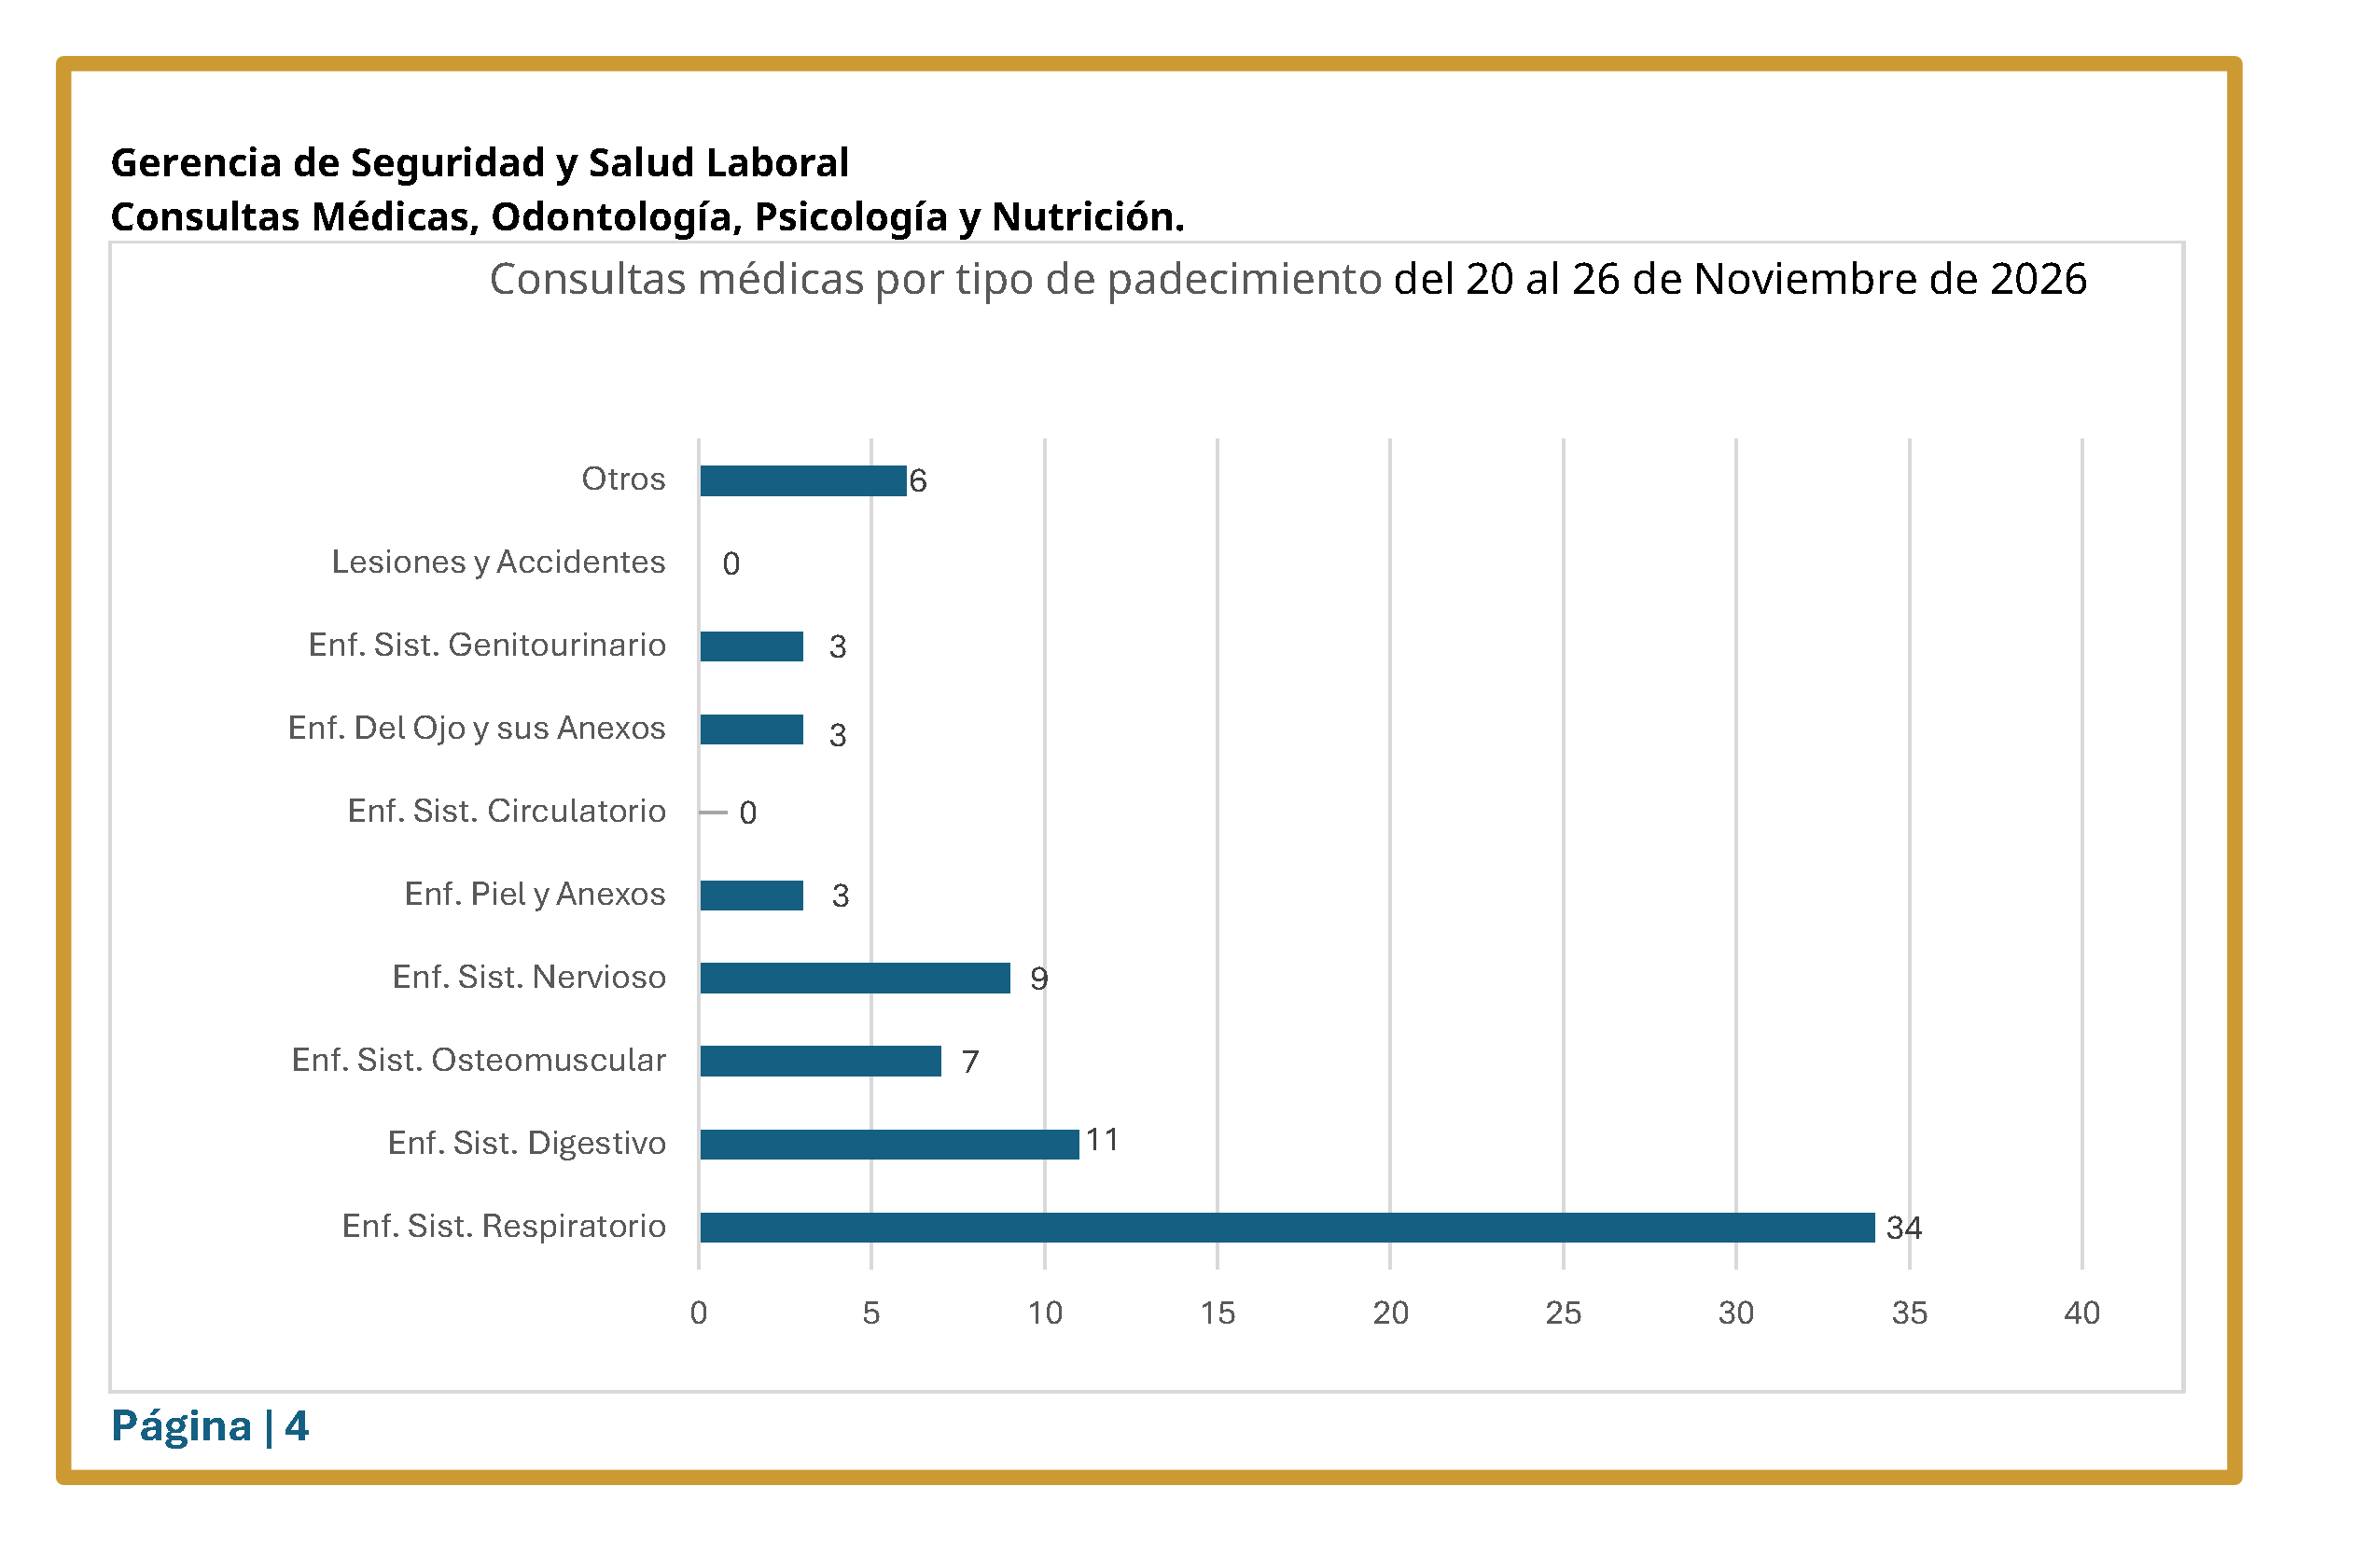 Gerencia de Seguridad y Salud Laboral
Consultas Médicas, Odontología, Psicología y Nutrición.
Consultas médicas por tipo de padecimiento del 20 al 26 de Noviembre de 2026
Otros 6
Lesiones y Accidentes 0
Enf. Sist. Genitourinario 3
Enf. Del Ojo y sus Anexos 3
Enf. Sist. Circulatorio 0
Enf. Piel y Anexos 3
Enf. Sist. Nervioso 9
Enf. Sist. Osteomuscular 7
Enf. Sist. Digestivo 11
Enf. Sist. Respiratorio 34
0 5 10 15 20 25 30 35 40
Página | 4